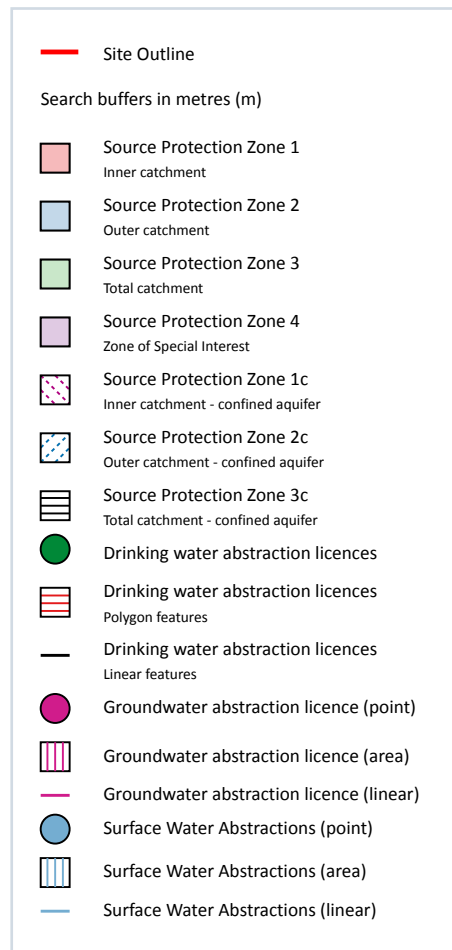 Site Outline
Search buffers in metres (m)
Source Protection Zone 1
Inner catchment
Source Protection Zone 2
Outer catchment
Source Protection Zone 3
Total catchment
Source Protection Zone 4
Zone of Special Interest
Source Protection Zone 1c
Inner catchment - confined aquifer
Source Protection Zone 2c
Outer catchment - confined aquifer
Source Protection Zone 3c
Total catchment - confined aquifer
Drinking water abstraction licences
Drinking water abstraction licences
Polygon features
Drinking water abstraction licences
Linear features
Groundwater abstraction licence (point)
Groundwater abstraction licence (area)
Groundwater abstraction licence (linear)
Surface Water Abstractions (point)
Surface Water Abstractions (area)
Surface Water Abstractions (linear)